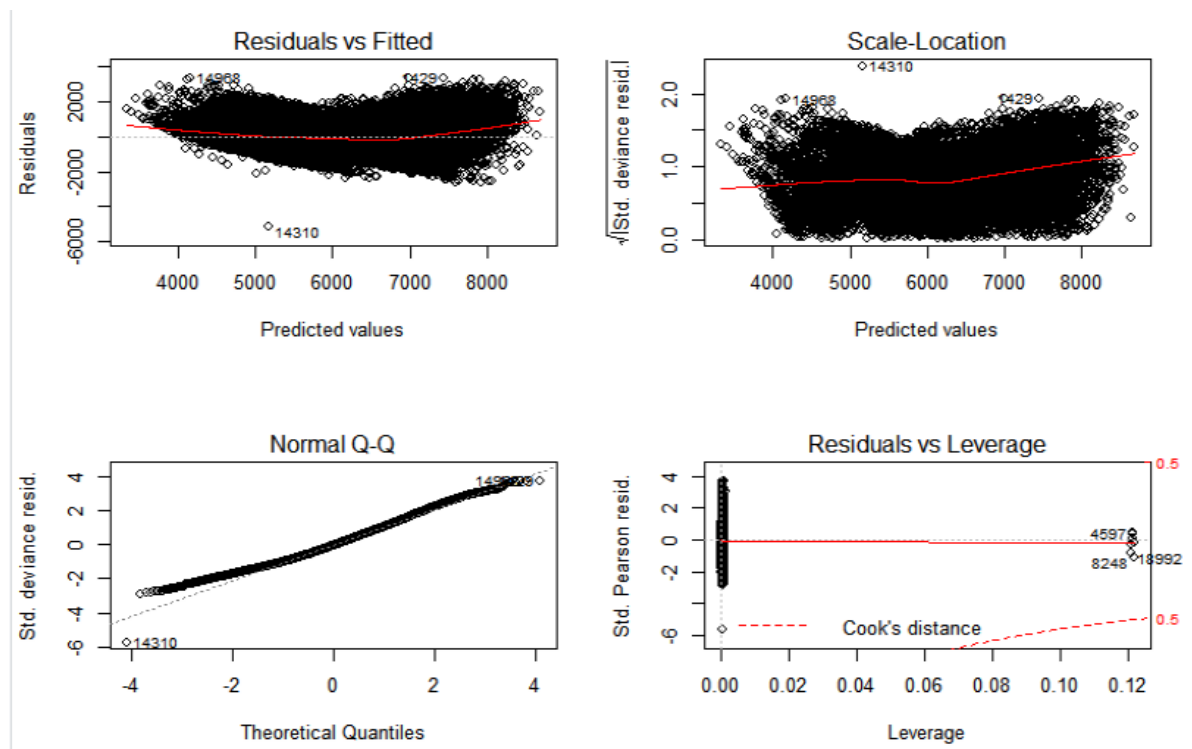 Residuals vs Fitted
Residuals
2000
-2000
-6000
14968
1429
14310
4000 5000 6000 7000 8000
Predicted values
Scale-Location
√|Std. deviance resid.|
2.0
1.0
0.0
14310
14968
1429
4000 5000 6000 7000 8000
Predicted values
Normal Q-Q
Std. deviance resid.
4
2
0
-2
-4
-6
14310
-4 -2 0 2 4
Theoretical Quantiles
Residuals vs Leverage
Std. Pearson resid.
4
2
0
-2
-6
0.5
4597
8248
18992
Cook's distance
0.5
0.00 0.02 0.04 0.06 0.08 0.10 0.12
Leverage